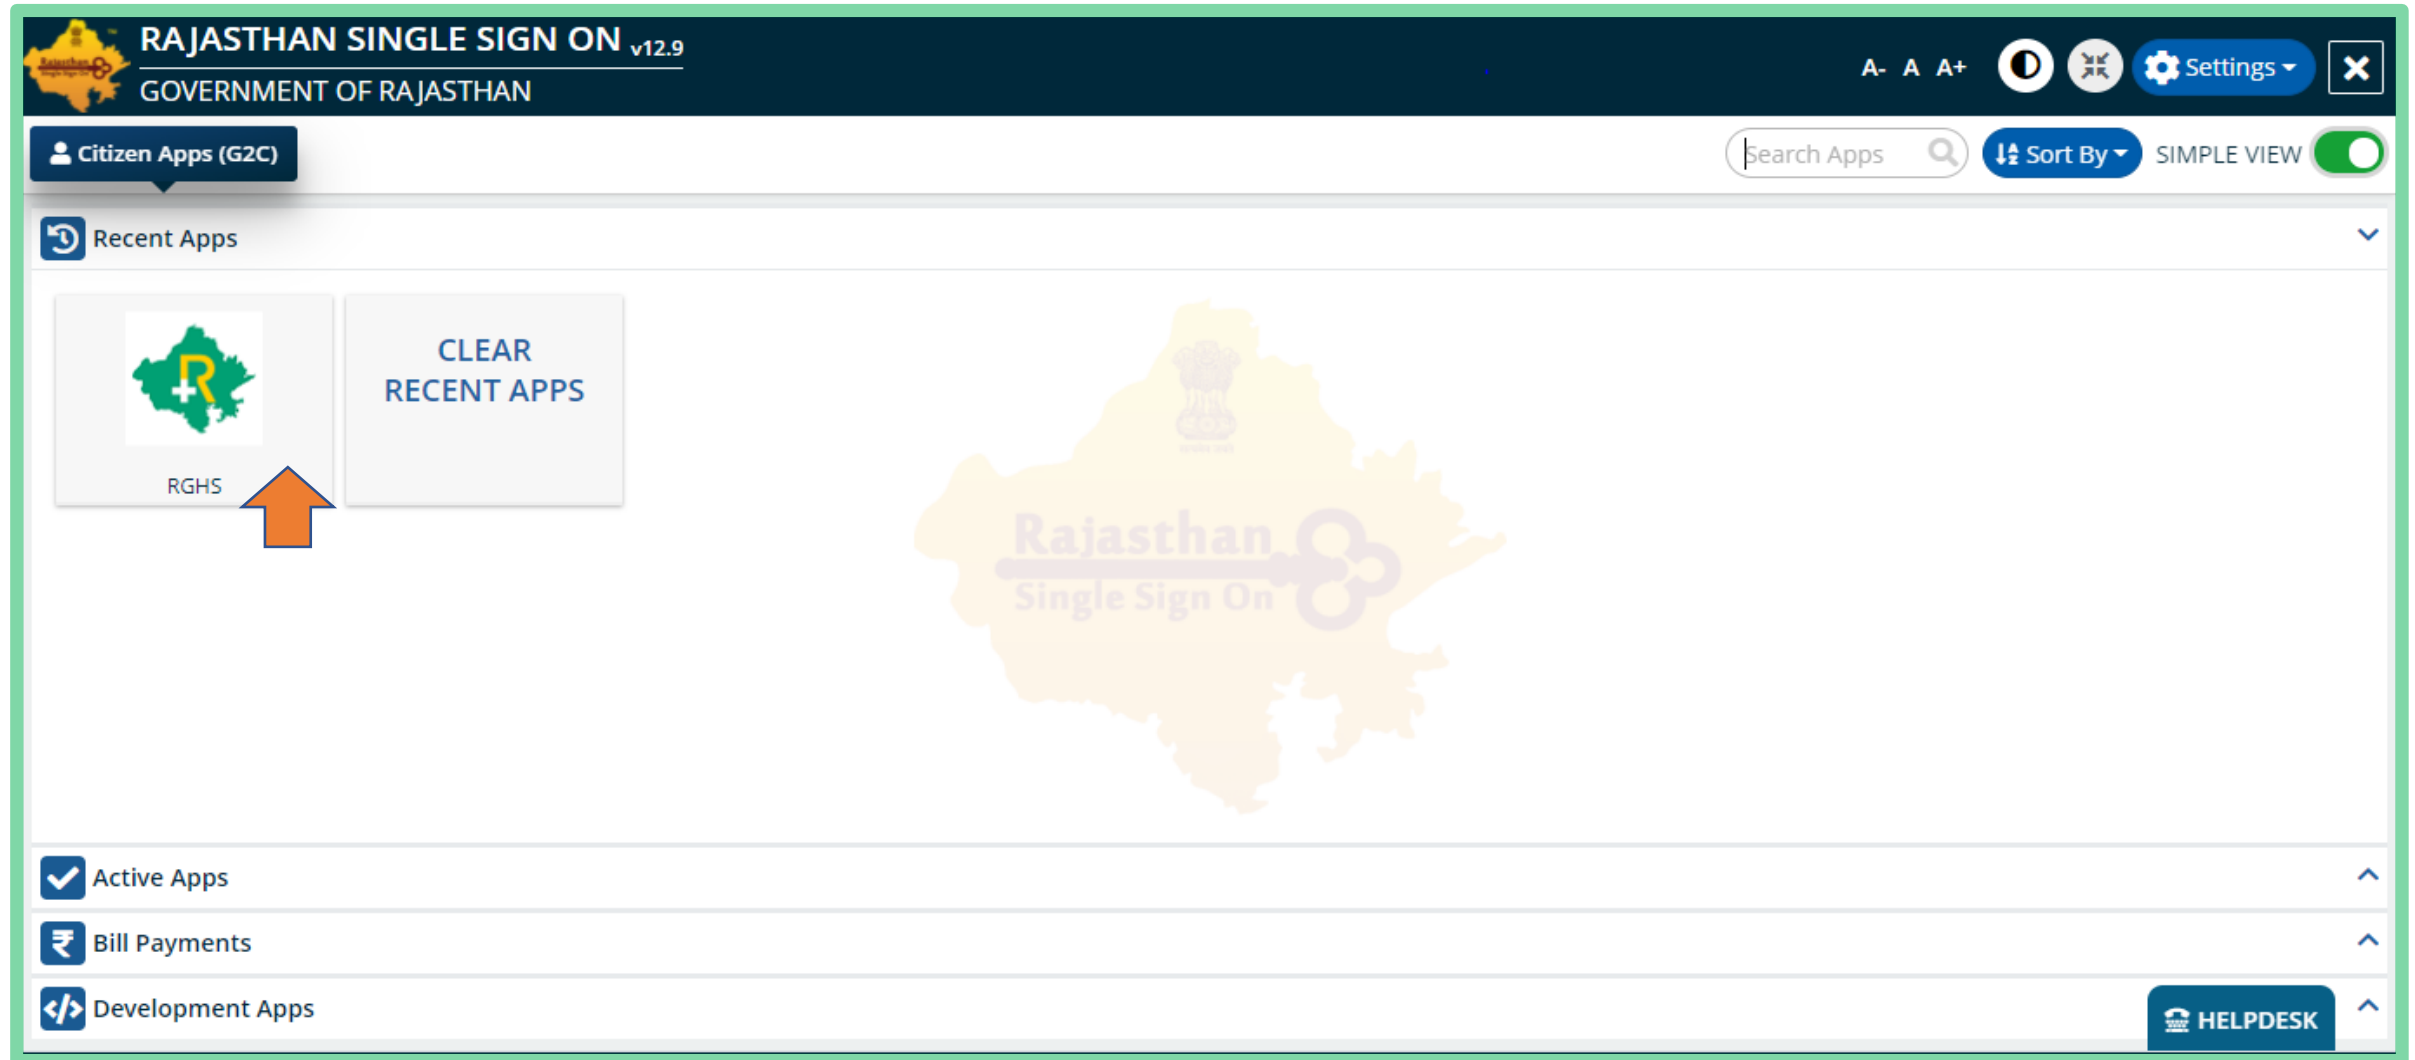 RAJASTHAN SINGLE SIGN ON v12.9
GOVERNMENT OF RAJASTHAN
A- A A+
Settings
Citizen Apps (G2C)
Search Apps
Sort By
SIMPLE VIEW
Recent Apps
R
RGHS
CLEAR
RECENT APPS
Rajasthan
Single Sign On
Active Apps
Bill Payments
Development Apps
HELPDESK